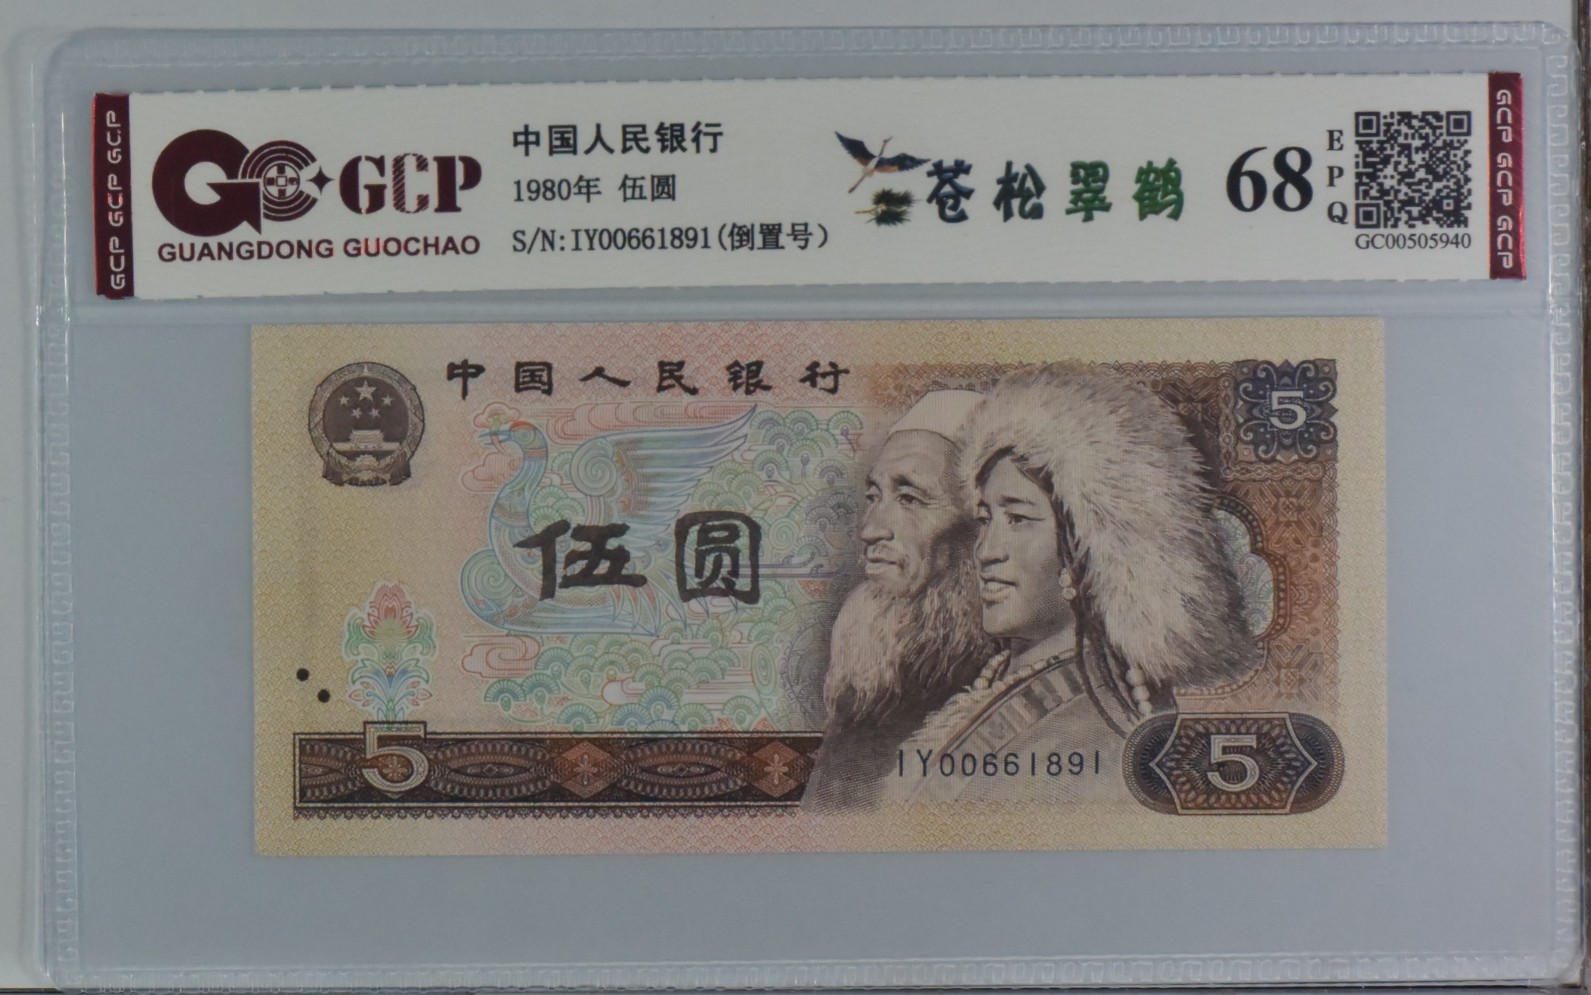 GCP GCP GCP
GCP
GUANGDONG GUOCHAO
中国人民银行
1980年 伍圆
S/N:IY00661891(倒置号)
苍松翠鹤
68
EPQ
GC00505940
GCP GCP GCP
中国人民银行
5
伍圆
5
IY00661891
5